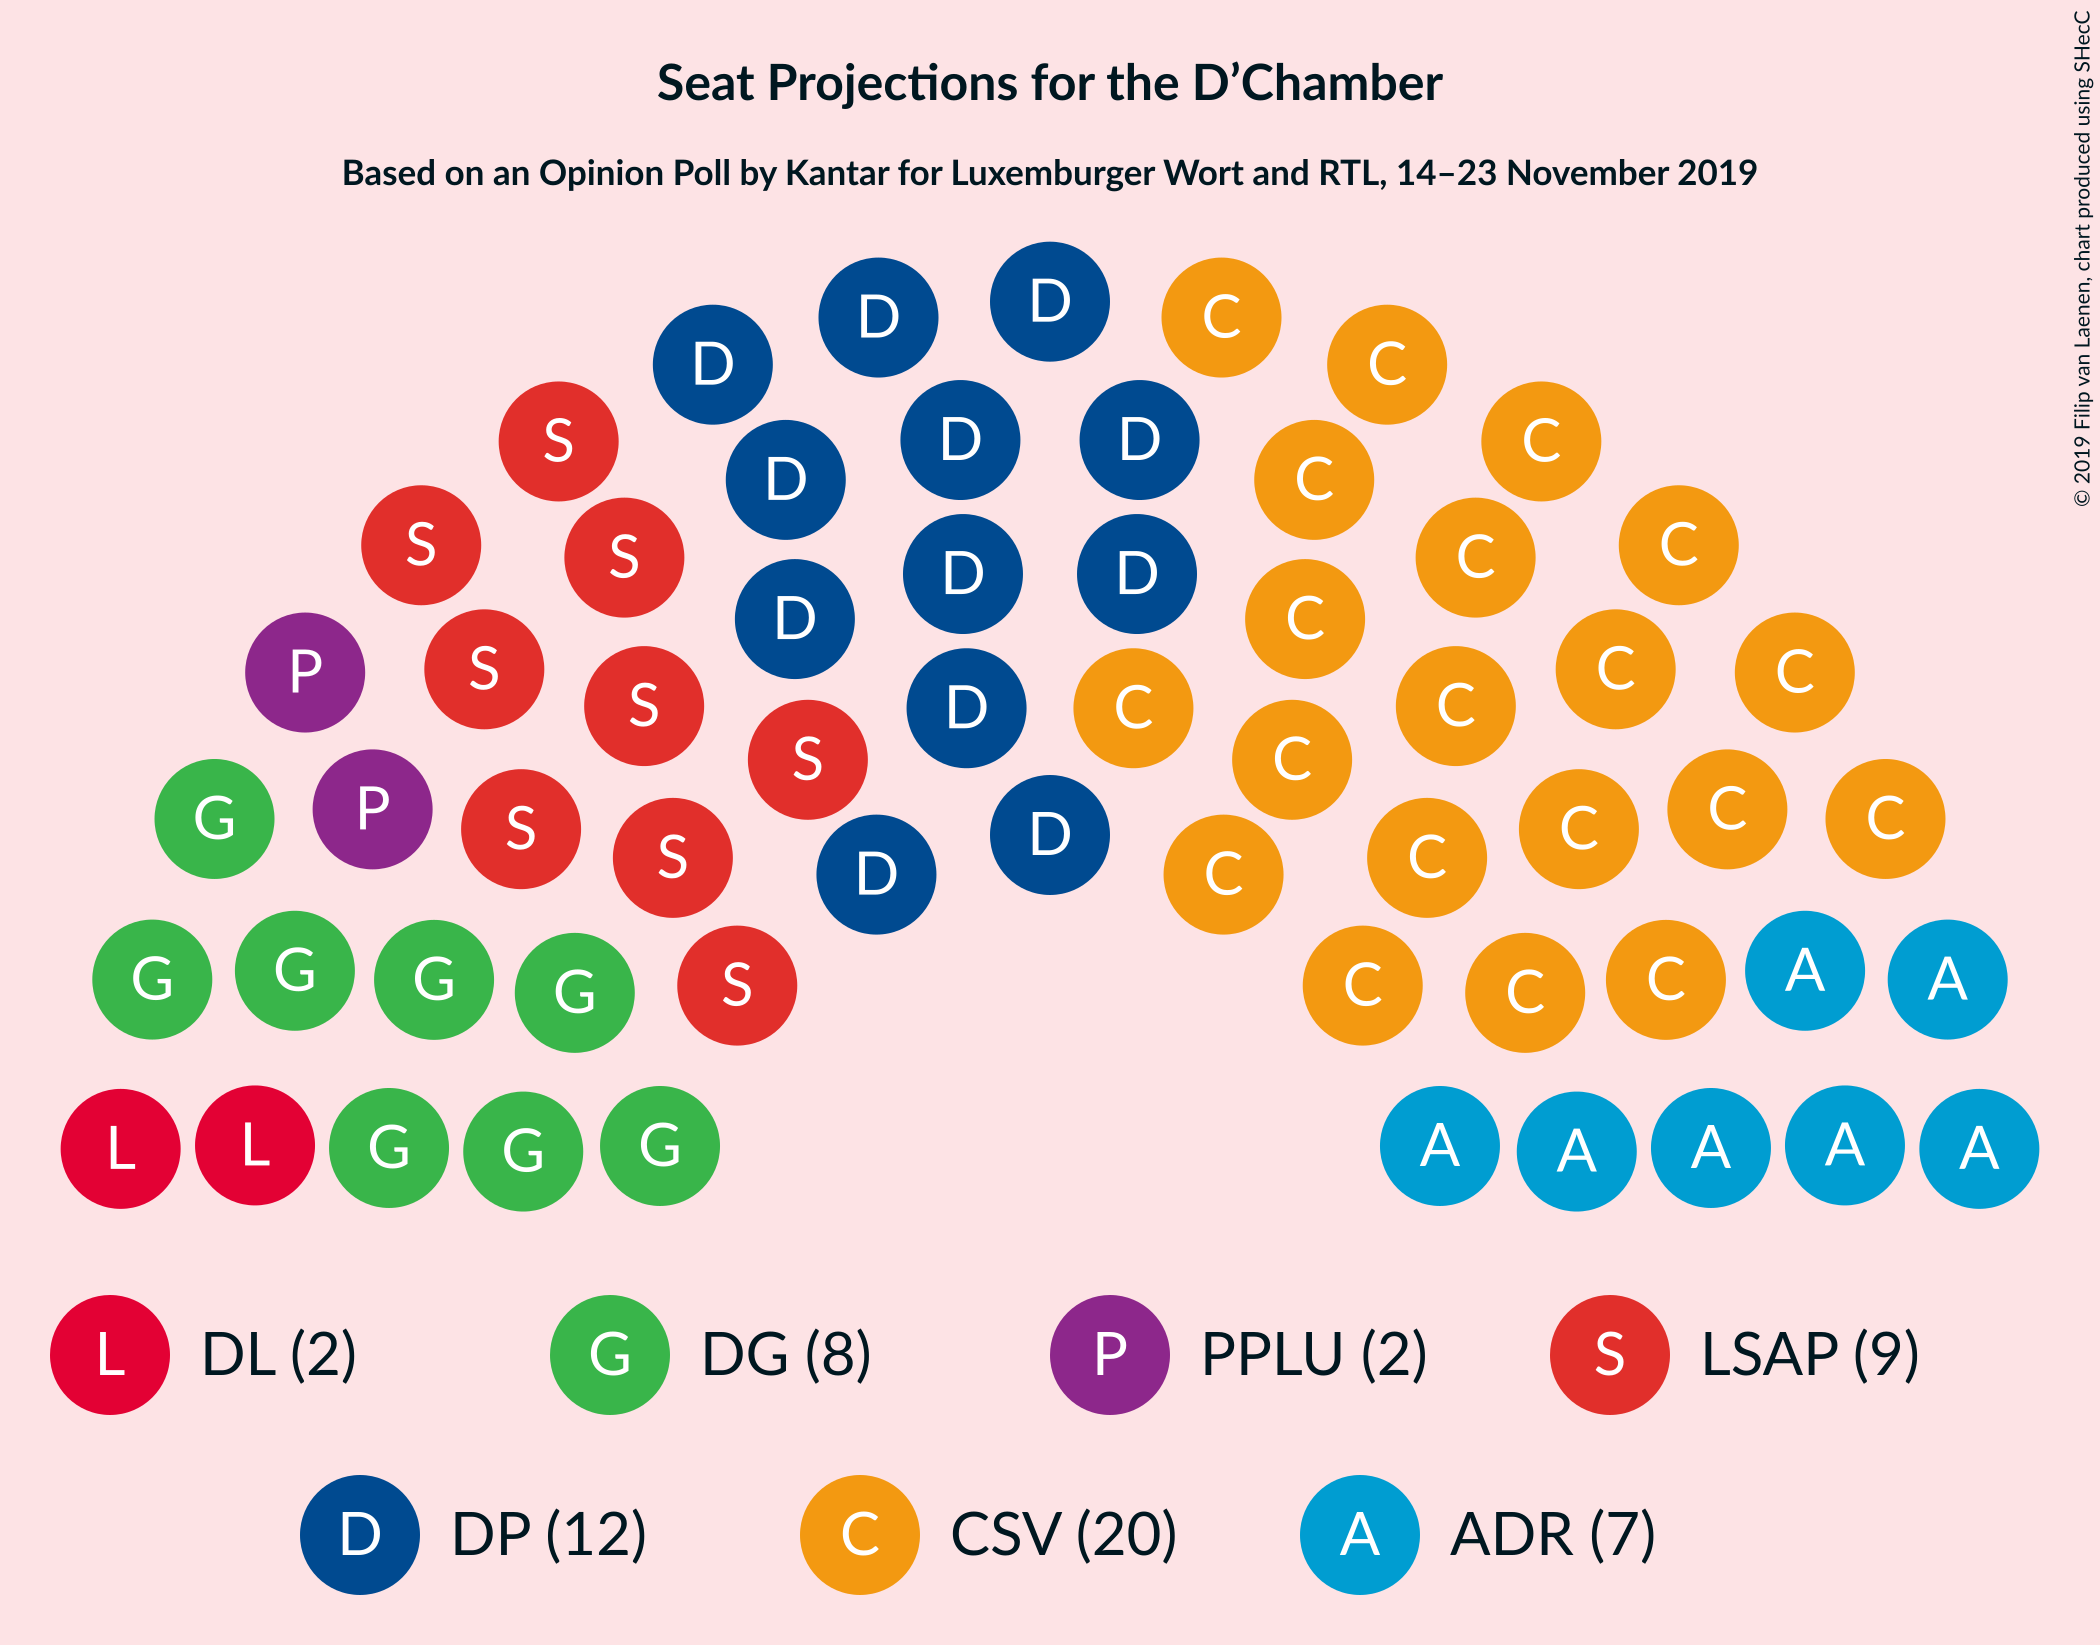 Seat Projections for the D’Chamber
Based on an Opinion Poll by Kantar for Luxemburger Wort and RTL, 14–23 November 2019
© 2019 Filip van Laenen, chart produced using SHecC
D
D D
D C
C
S D D C
D C
S C
S C
D D
S D C
P S C C
S C
D C
S C
G P C C
S C
S C
D D C
G G G G S C C C A A
L L G G G A A A A A
L DL (2) G DG (8) P PPLU (2) S LSAP (9)
D DP (12) C CSV (20) A ADR (7)